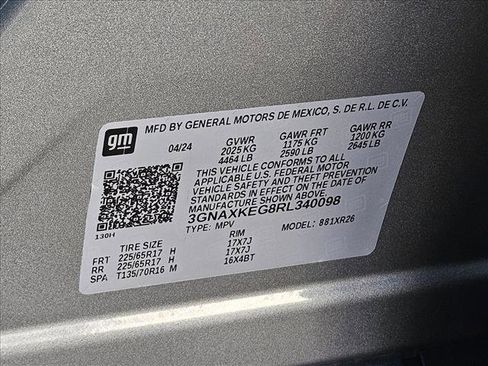 gm
MFD BY GENERAL MOTORS DE MEXICO, S. DE R.L. DE C.V.
04/24 GVWR GAWR FRT GAWR RR
2025 KG 1175 KG 1200 KG
4464 LB 2590 LB 2645 LB
THIS VEHICLE CONFORMS TO ALL
APPLICABLE U.S. FEDERAL MOTOR
VEHICLE SAFETY AND THEFT PREVENTION
STANDARDS IN EFFECT ON THE DATE OF
MANUFACTURE SHOWN ABOVE.
3GNAXKEG8RL340098
TYPE: MPV MODEL: 881XR26
130H
TIRE SIZE RIM
FRT 225/65R17 H 17X7J
RR 225/65R17 H 17X7J
SPA T135/70R16 M 16X4BT